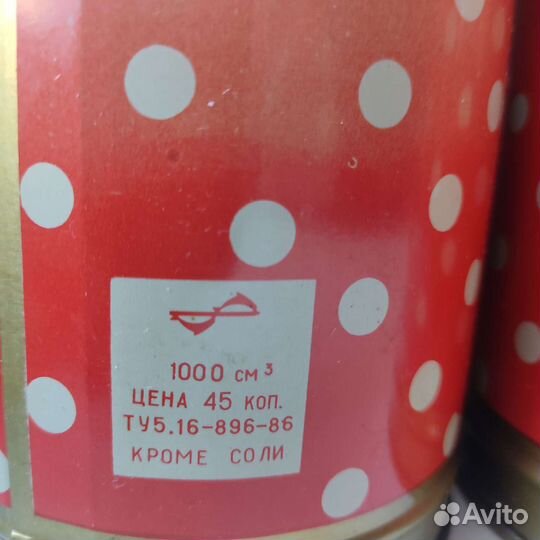 1000 см³
ЦЕНА 45 КОП.
ТУ5.16-896-86
КРОМЕ СОЛИ
Avito